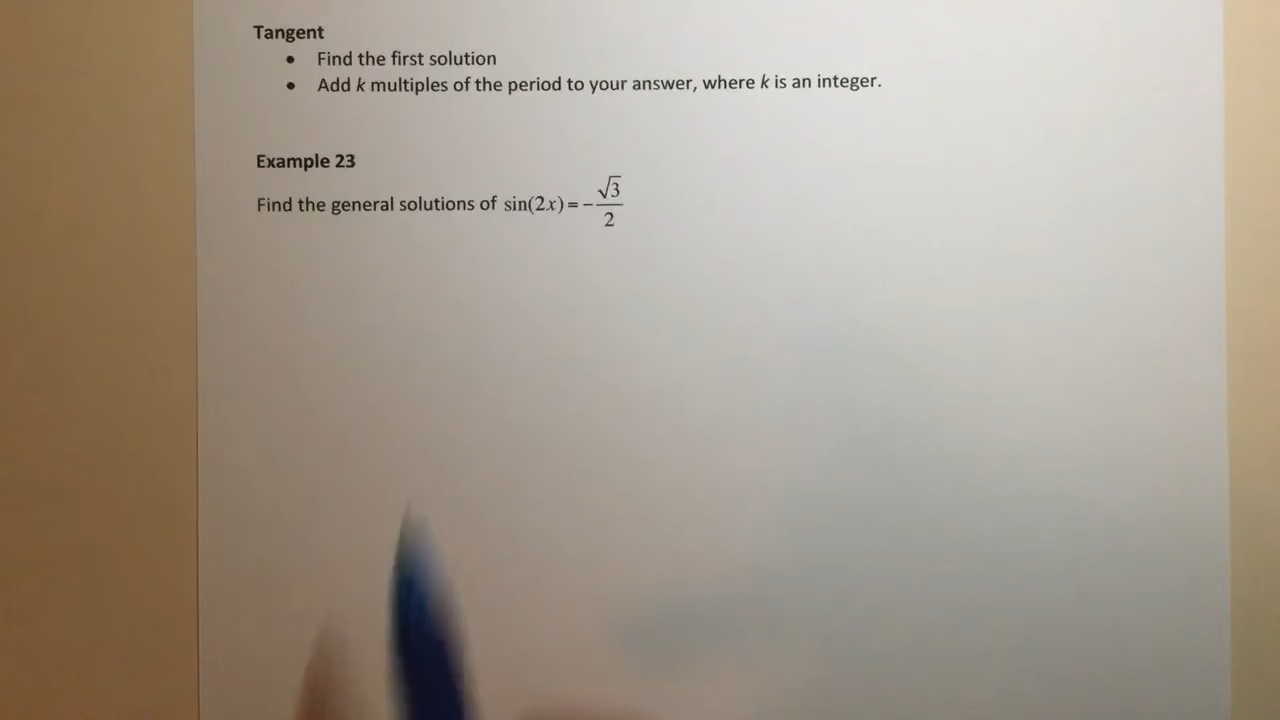 Tangent
• Find the first solution
• Add k multiples of the period to your answer, where k is an integer.
Example 23
Find the general solutions of sin(2x) = -√3/2